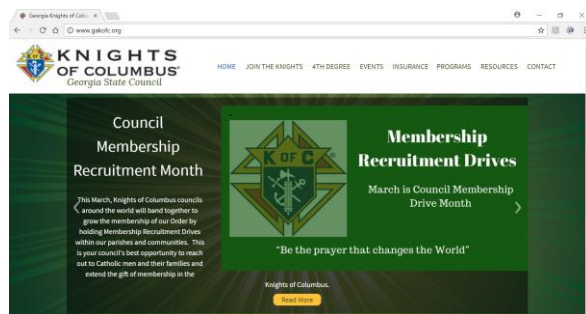 Georgia Knights of Colu
www.gakofc.org
KNIGHTS
OF COLUMBUS®
Georgia State Council
HOME JOIN THE KNIGHTS 4TH DEGREE EVENTS INSURANCE PROGRAMS RESOURCES CONTACT
Council
Membership
Recruitment Month
This March, Knights of Columbus councils
around the world will band together to
grow the membership of our Order by
holding Membership Recruitment Drives
within our parishes and communities. This
is your council's best opportunity to reach
out to Catholic men and their families and
extend the gift of membership in the
K OF C
Membership
Recruitment Drives
March is Council Membership
Drive Month
"Be the prayer that changes the World"
Knights of Columbus.
Read More